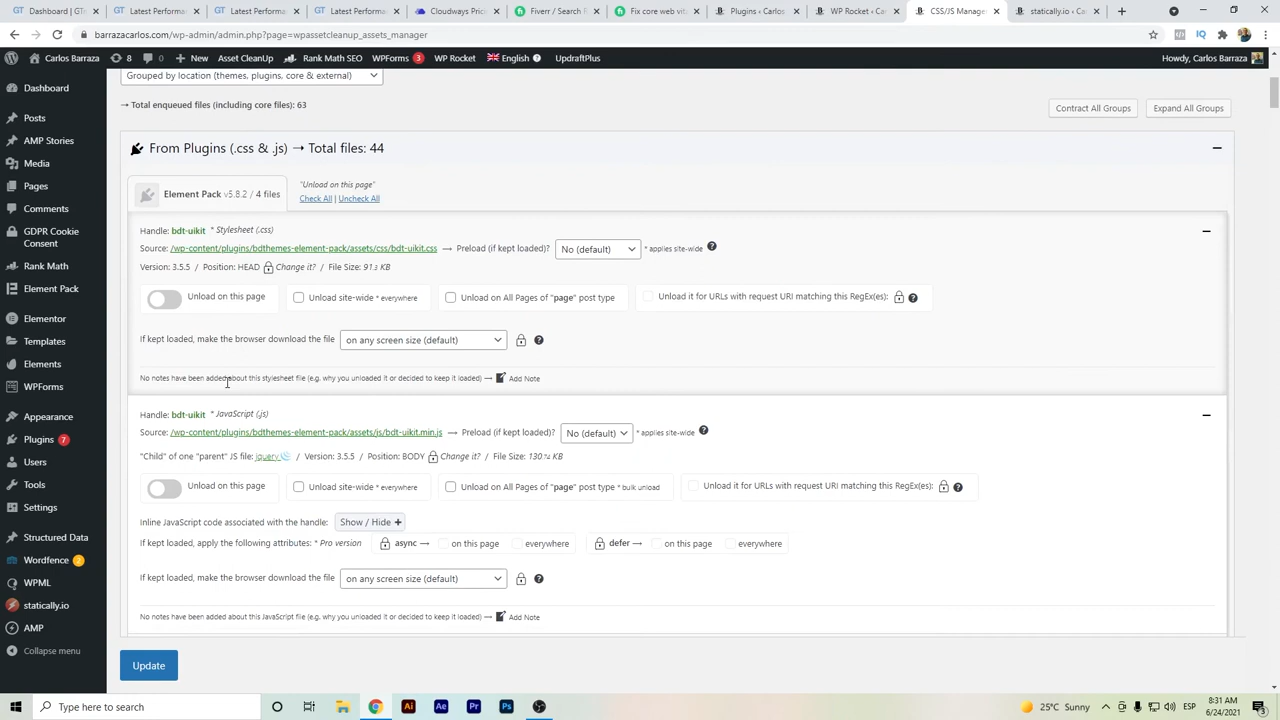 Dashboard | GT
Latest Performa
Latest Performa
Latest Performa
Cloudways Pric
Fiverr / Search R
Fix core web vit
Plugins ‹ Carlos
WP Rocket ‹ Car
CSS/JS Manager
statically.io ‹ Ca
barrazacarlos.com/wp-admin/admin.php?page=wpassetcleanup_assets_manager
Carlos Barraza
8
0
New
Asset CleanUp
Rank Math SEO
WPForms 3
WP Rocket
English
UpdraftPlus
Howdy, Carlos Barraza
Dashboard
Posts
AMP Stories
Media
Pages
Comments
GDPR Cookie
Consent
Rank Math
Element Pack
Elementor
Templates
Elements
WPForms
Appearance
Plugins 7
Users
Tools
Settings
Structured Data
Wordfence 2
WPML
statically.io
AMP
Collapse menu
Grouped by location (themes, plugins, core & external)
→ Total enqueued files (including core files): 63
Contract All Groups
Expand All Groups
From Plugins (.css & .js) → Total files: 44
Element Pack v5.8.2 / 4 files
"Unload on this page"
Check All | Uncheck All
Handle: bdt-uikit * Stylesheet (.css)
Source: /wp-content/plugins/bdthemes-element-pack/assets/css/bdt-uikit.css → Preload (if kept loaded)? No (default) * applies site-wide
Version: 3.5.5 / Position: HEAD Change it? / File Size: 91.3 KB
Unload on this page
Unload site-wide * everywhere
Unload on All Pages of "page" post type
Unload it for URLs with request URI matching this RegEx(es):
If kept loaded, make the browser download the file on any screen size (default)
No notes have been added about this stylesheet file (e.g. why you unloaded it or decided to keep it loaded) → Add Note
Handle: bdt-uikit * JavaScript (.js)
Source: /wp-content/plugins/bdthemes-element-pack/assets/js/bdt-uikit.min.js → Preload (if kept loaded)? No (default) * applies site-wide
"Child" of one "parent" JS file: jquery / Version: 3.5.5 / Position: BODY Change it? / File Size: 130.74 KB
Unload on this page
Unload site-wide * everywhere
Unload on All Pages of "page" post type * bulk unload
Unload it for URLs with request URI matching this RegEx(es):
Inline JavaScript code associated with the handle: Show / Hide +
If kept loaded, apply the following attributes: * Pro version async → on this page everywhere defer → on this page everywhere
If kept loaded, make the browser download the file on any screen size (default)
No notes have been added about this JavaScript file (e.g. why you unloaded it or decided to keep it loaded) → Add Note
Update
Type here to search
Ai
Ae
Pr
Ps
25°C Sunny
ESP
8:31 AM
6/24/2021
3